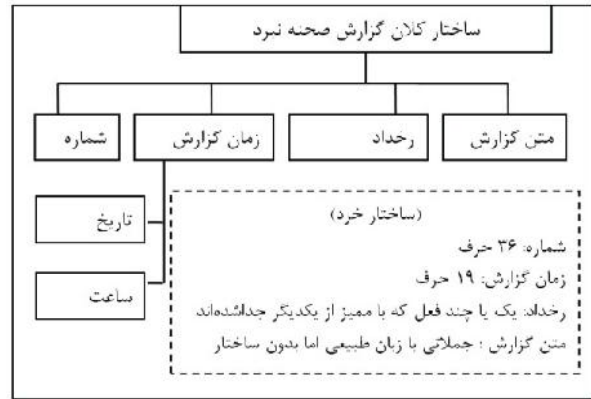 ساختار کلان گزارش صحنه نبرد
متن گزارش
رخداد
زمان گزارش
شماره
تاریخ
ساعت
(ساختار خرد)
شماره: ۳۶ حرف
زمان گزارش: ۱۹ حرف
رخداد: یک یا چند فعل که با ممیز از یکدیگر جداشده‌اند
متن گزارش : جملاتی با زبان طبیعی اما بدون ساختار